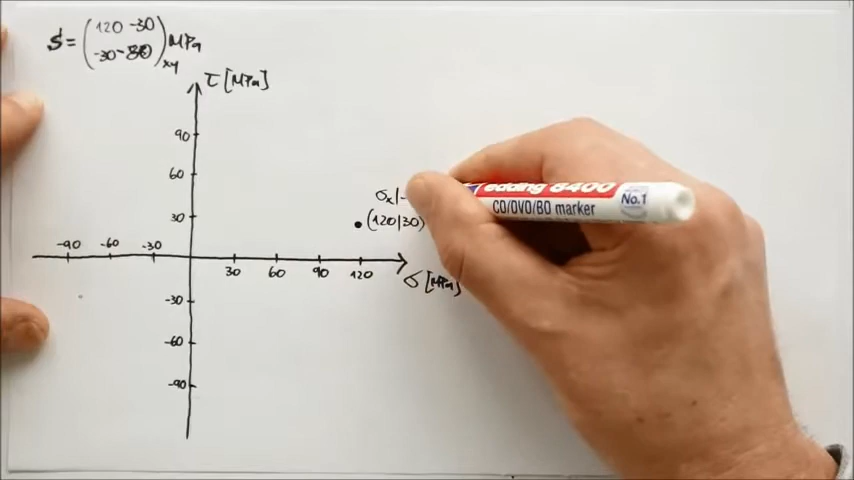 S = (120 -30
-30 -80)xy MPa
τ [MPa]
90
60
30
σx|-
(120|30)
-90 -60 -30
30 60 90 120
σ [MPa]
-30
-60
-90
edding 8400
CD/DVD/BD marker
No.1